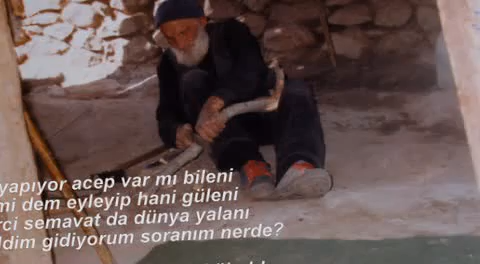 yapıyor acep var mı bileni
mi dem eyleyip hani güleni
rci semavat da dünya yalanı
ldim gidiyorum soranım nerde?